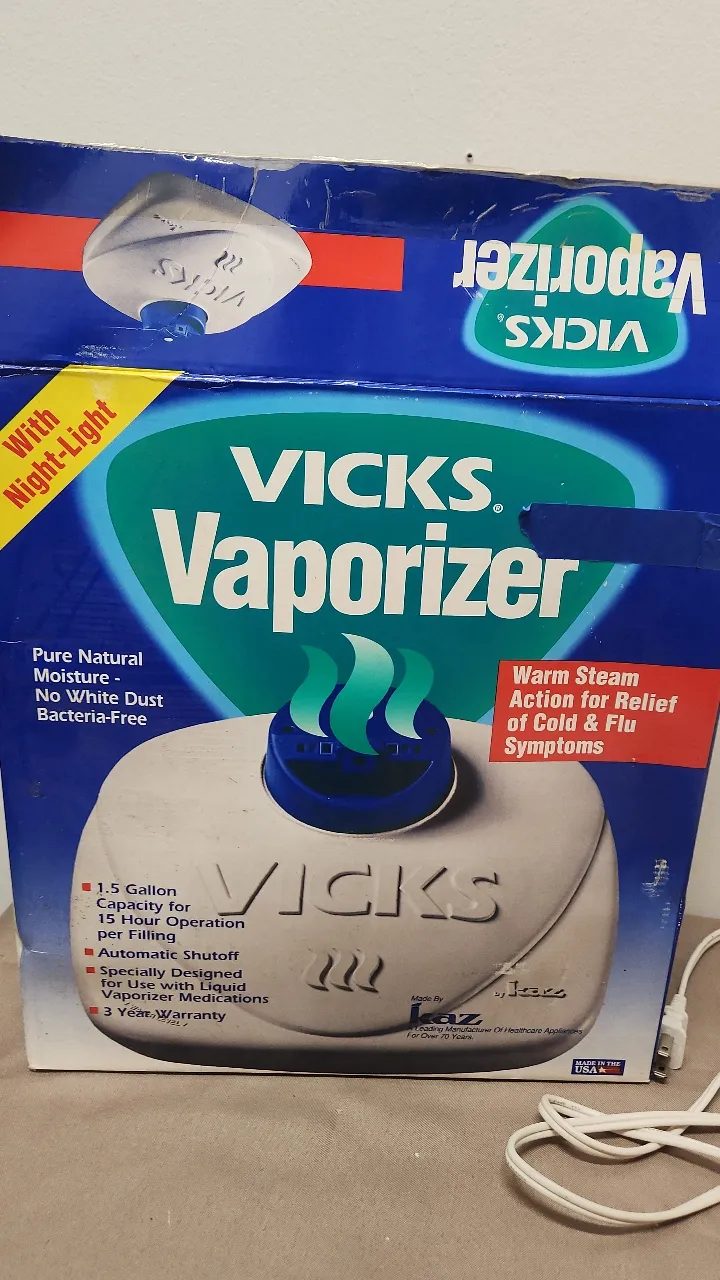 Vaporizer
VICKS®
VICKS
With
Night-Light
VICKS®
Vaporizer
Pure Natural
Moisture -
No White Dust
Bacteria-Free
Warm Steam
Action for Relief
of Cold & Flu
Symptoms
VICKS
1.5 Gallon
Capacity for
15 Hour Operation
per Filling
Automatic Shutoff
Specially Designed
for Use with Liquid
Vaporizer Medications
3 Year Warranty
by kaz
Made By
kaz
A Leading Manufacturer Of Healthcare Appliances
For Over 70 Years.
MADE IN THE
USA